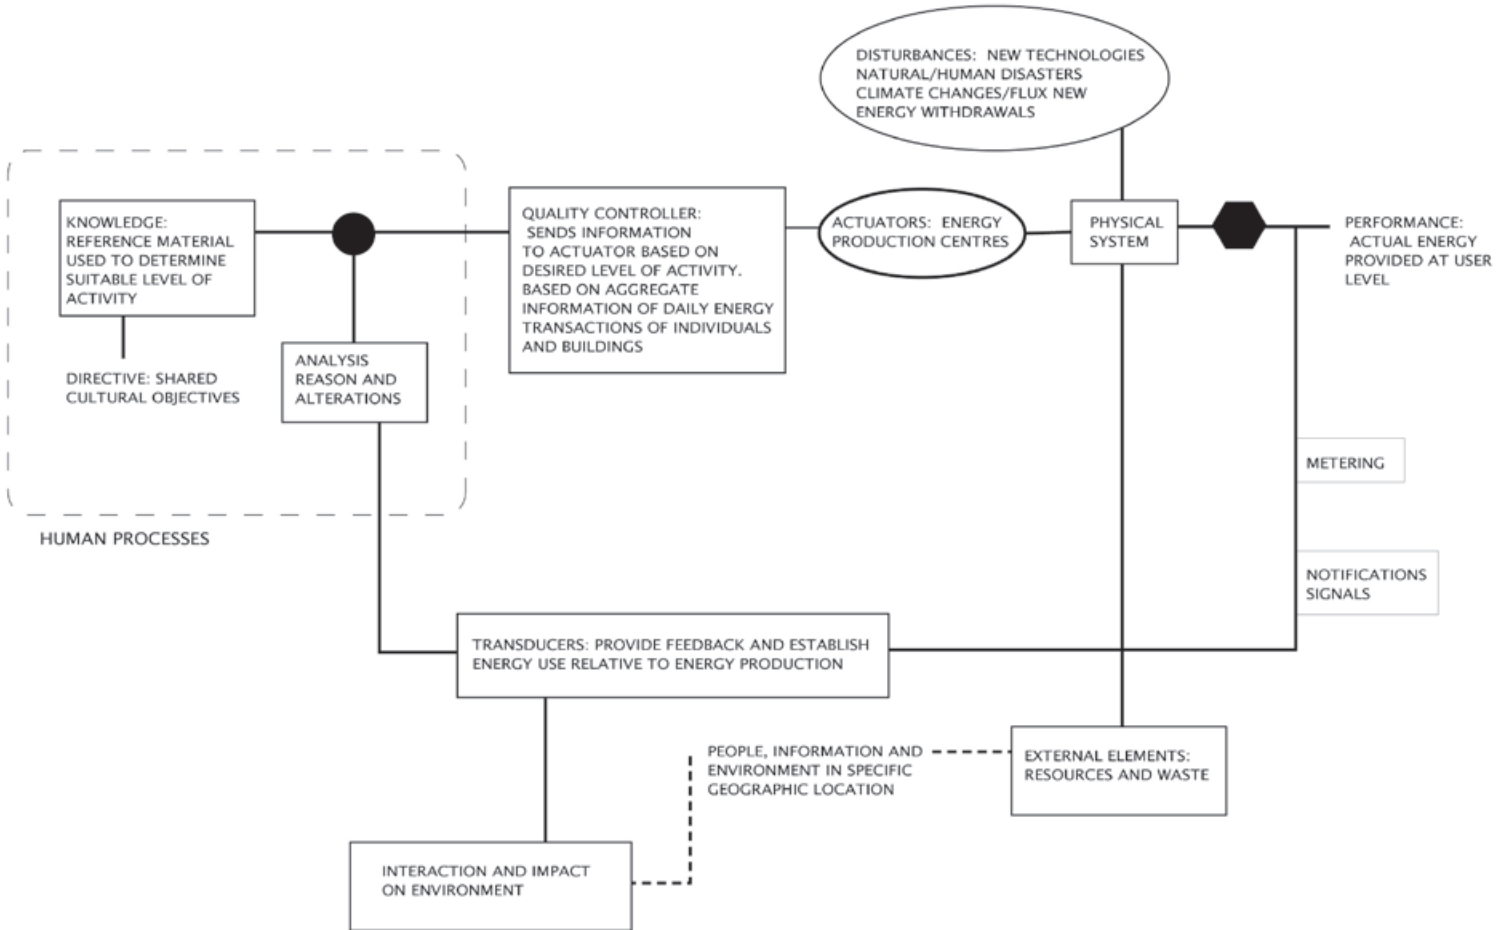 DISTURBANCES: NEW TECHNOLOGIES
NATURAL/HUMAN DISASTERS
CLIMATE CHANGES/FLUX NEW
ENERGY WITHDRAWALS
KNOWLEDGE:
REFERENCE MATERIAL
USED TO DETERMINE
SUITABLE LEVEL OF
ACTIVITY
DIRECTIVE: SHARED
CULTURAL OBJECTIVES
ANALYSIS
REASON AND
ALTERATIONS
HUMAN PROCESSES
QUALITY CONTROLLER:
SENDS INFORMATION
TO ACTUATOR BASED ON
DESIRED LEVEL OF ACTIVITY.
BASED ON AGGREGATE
INFORMATION OF DAILY ENERGY
TRANSACTIONS OF INDIVIDUALS
AND BUILDINGS
ACTUATORS: ENERGY
PRODUCTION CENTRES
PHYSICAL
SYSTEM
PERFORMANCE:
ACTUAL ENERGY
PROVIDED AT USER
LEVEL
METERING
NOTIFICATIONS
SIGNALS
TRANSDUCERS: PROVIDE FEEDBACK AND ESTABLISH
ENERGY USE RELATIVE TO ENERGY PRODUCTION
PEOPLE, INFORMATION AND
ENVIRONMENT IN SPECIFIC
GEOGRAPHIC LOCATION
EXTERNAL ELEMENTS:
RESOURCES AND WASTE
INTERACTION AND IMPACT
ON ENVIRONMENT